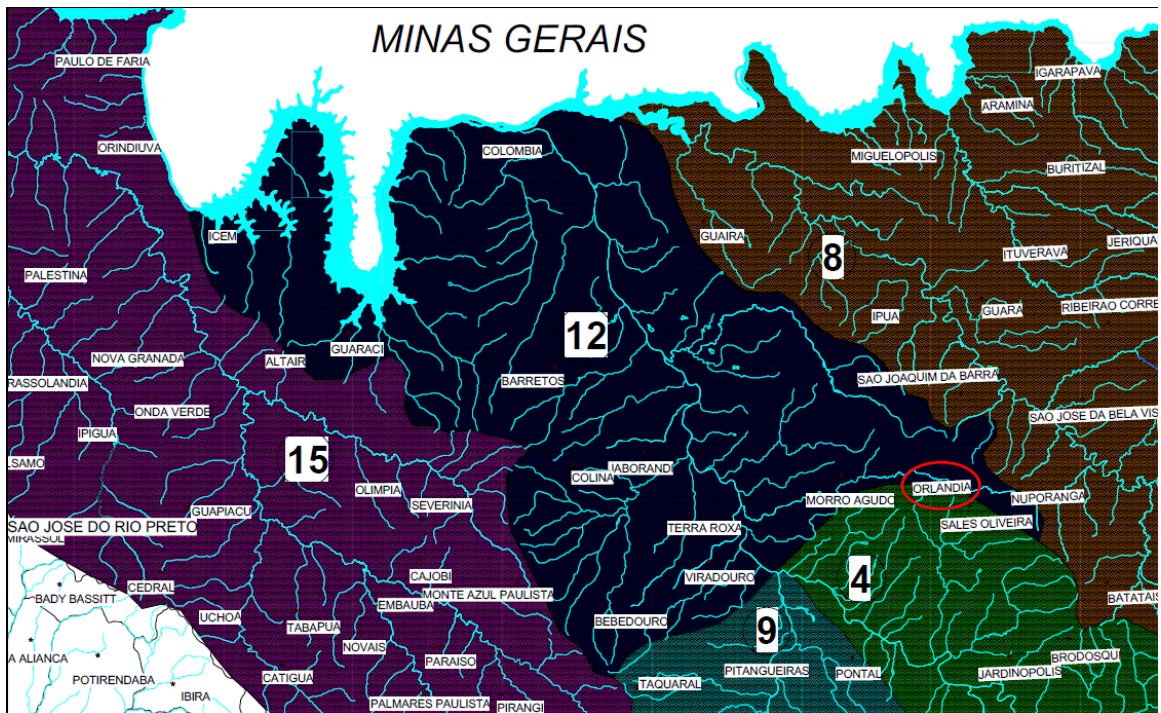 MINAS GERAIS
PAULO DE FARIA
IGARAPAVA
ARAMINA
ORINDIUVA
COLOMBIA
MIGUELOPOLIS
BURITIZAL
ICEM
GUAIRA
8
ITUVERAVA
JERIQUA
PALESTINA
IPUA
GUARA
RIBEIRAO CORRE
12
NOVA GRANADA
ALTAIR
GUARACI
RASSOLANDIA
BARRETOS
SAO JOAQUIM DA BARRA
ONDA VERDE
SAO JOSE DA BELA VIS
IPIGUA
15
LSAMO
COLINA
JABORANDI
OLIMPIA
SEVERINIA
MORRO AGUDO
ORLANDIA
NUPORANGA
GUAPIACU
SAO JOSE DO RIO PRETO
TERRA ROXA
SALES OLIVEIRA
MIRASSOL
CEDRAL
CAJOBI
VIRADOURO
4
BADY BASSITT
MONTE AZUL PAULISTA
EMBAUBA
BATATAIS
UCHOA
TABAPUA
BEBEDOURO
9
NOVAIS
A ALIANCA
PARAISO
BRODOSQUI
POTIRENDABA
CATIGUA
TAQUARAL
PITANGUEIRAS
PONTAL
JARDINOPOLIS
IBIRA
PALMARES PAULISTA
PIRANGI